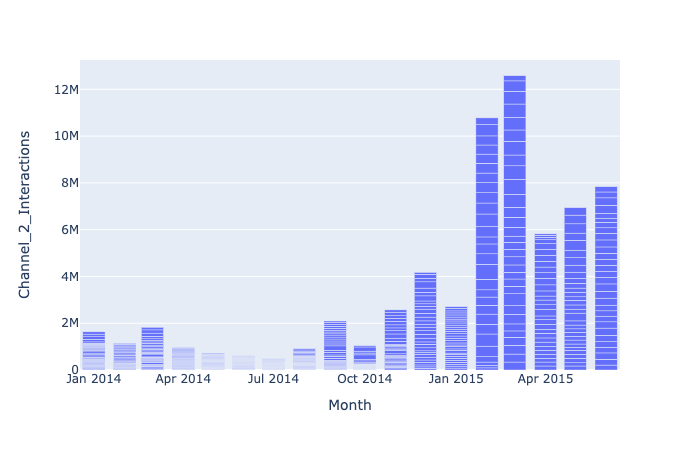 12M
10M
8M
6M
4M
2M
0
Channel_2_Interactions
Jan 2014
Apr 2014
Jul 2014
Oct 2014
Jan 2015
Apr 2015
Month